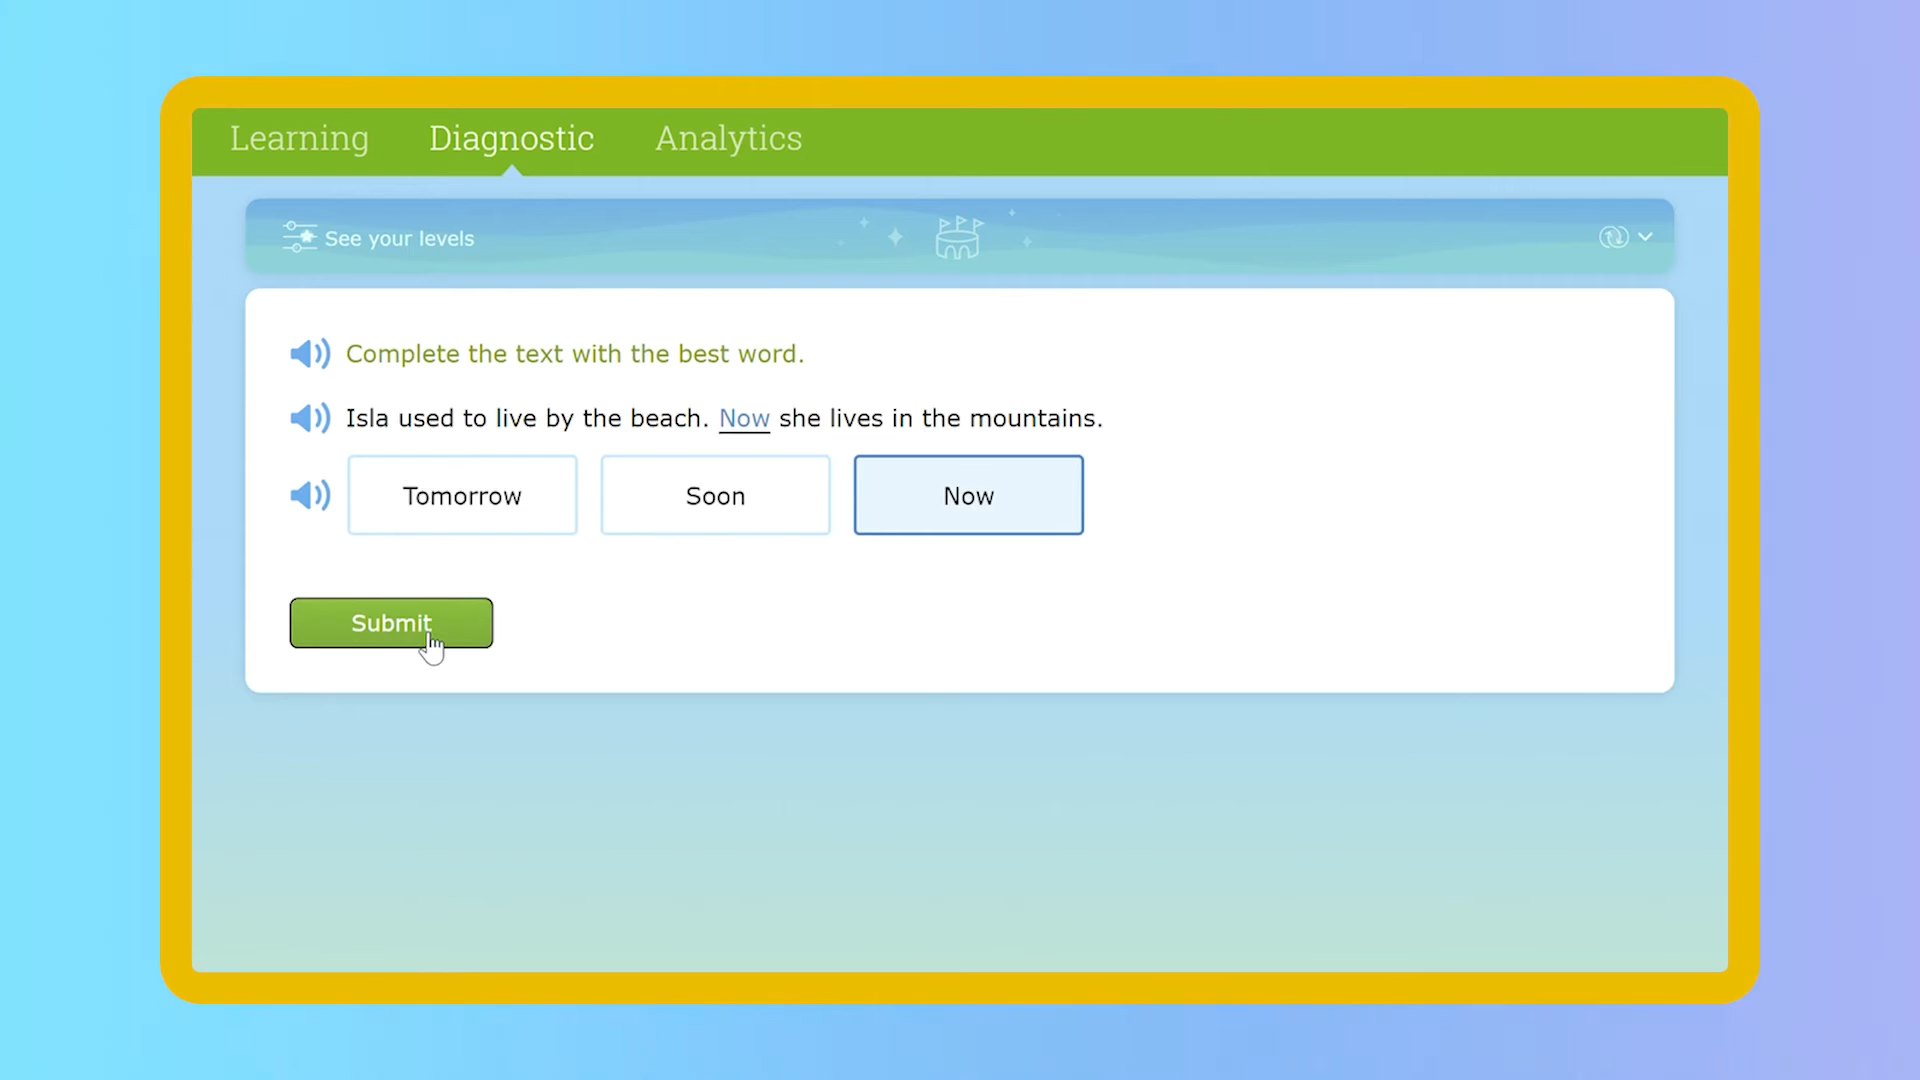 Learning Diagnostic Analytics
See your levels
Complete the text with the best word.
Isla used to live by the beach. Now she lives in the mountains.
Tomorrow Soon Now
Submit